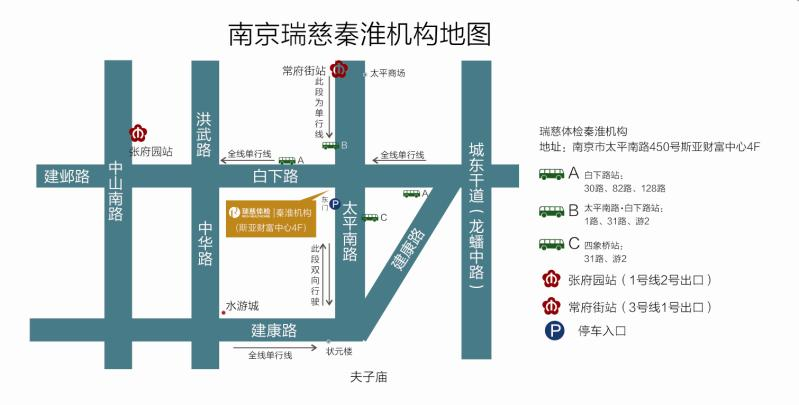 南京瑞慈秦淮机构地图
常府街站
太平商场
此段为单行线
洪武路
张府园站
全线单行线
A
B
全线单行线
城东干道(龙蟠中路)
建邺路
中山南路
白下路
A
东门
P
太平南路
C
瑞慈体检
秦淮机构
(斯亚财富中心4F)
中华路
建康路
此段双向行驶
水游城
建康路
全线单行线
状元楼
夫子庙
瑞慈体检秦淮机构
地址：南京市太平南路450号斯亚财富中心4F
A 白下路站：
30路、82路、128路
B 太平南路·白下路站：
1路、31路、游2
C 四象桥站：
31路、游2
张府园站（1号线2号出口）
常府街站（3号线1号出口）
P 停车入口